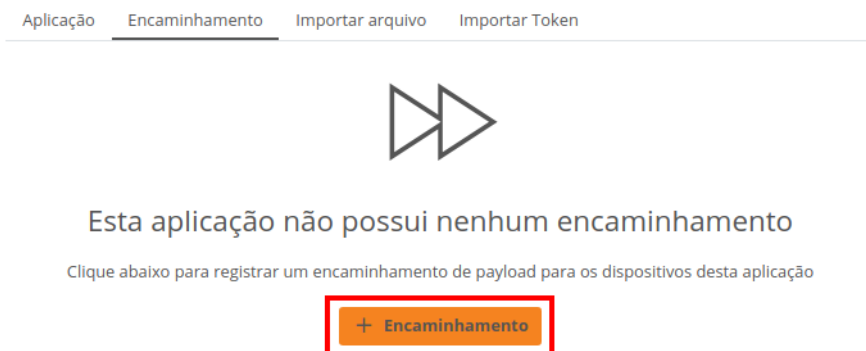 Aplicação Encaminhamento Importar arquivo Importar Token
Esta aplicação não possui nenhum encaminhamento
Clique abaixo para registrar um encaminhamento de payload para os dispositivos desta aplicação
+ Encaminhamento